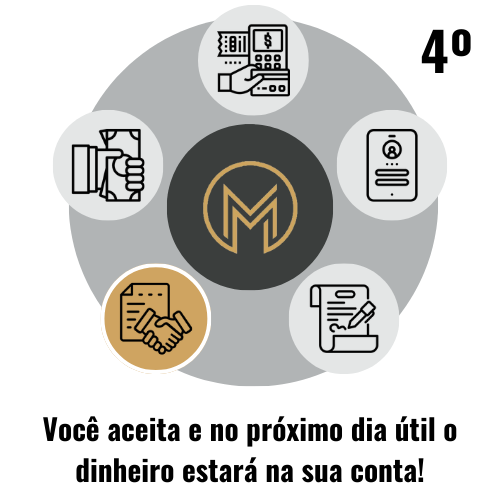 4º
M
Você aceita e no próximo dia útil o
dinheiro estará na sua conta!